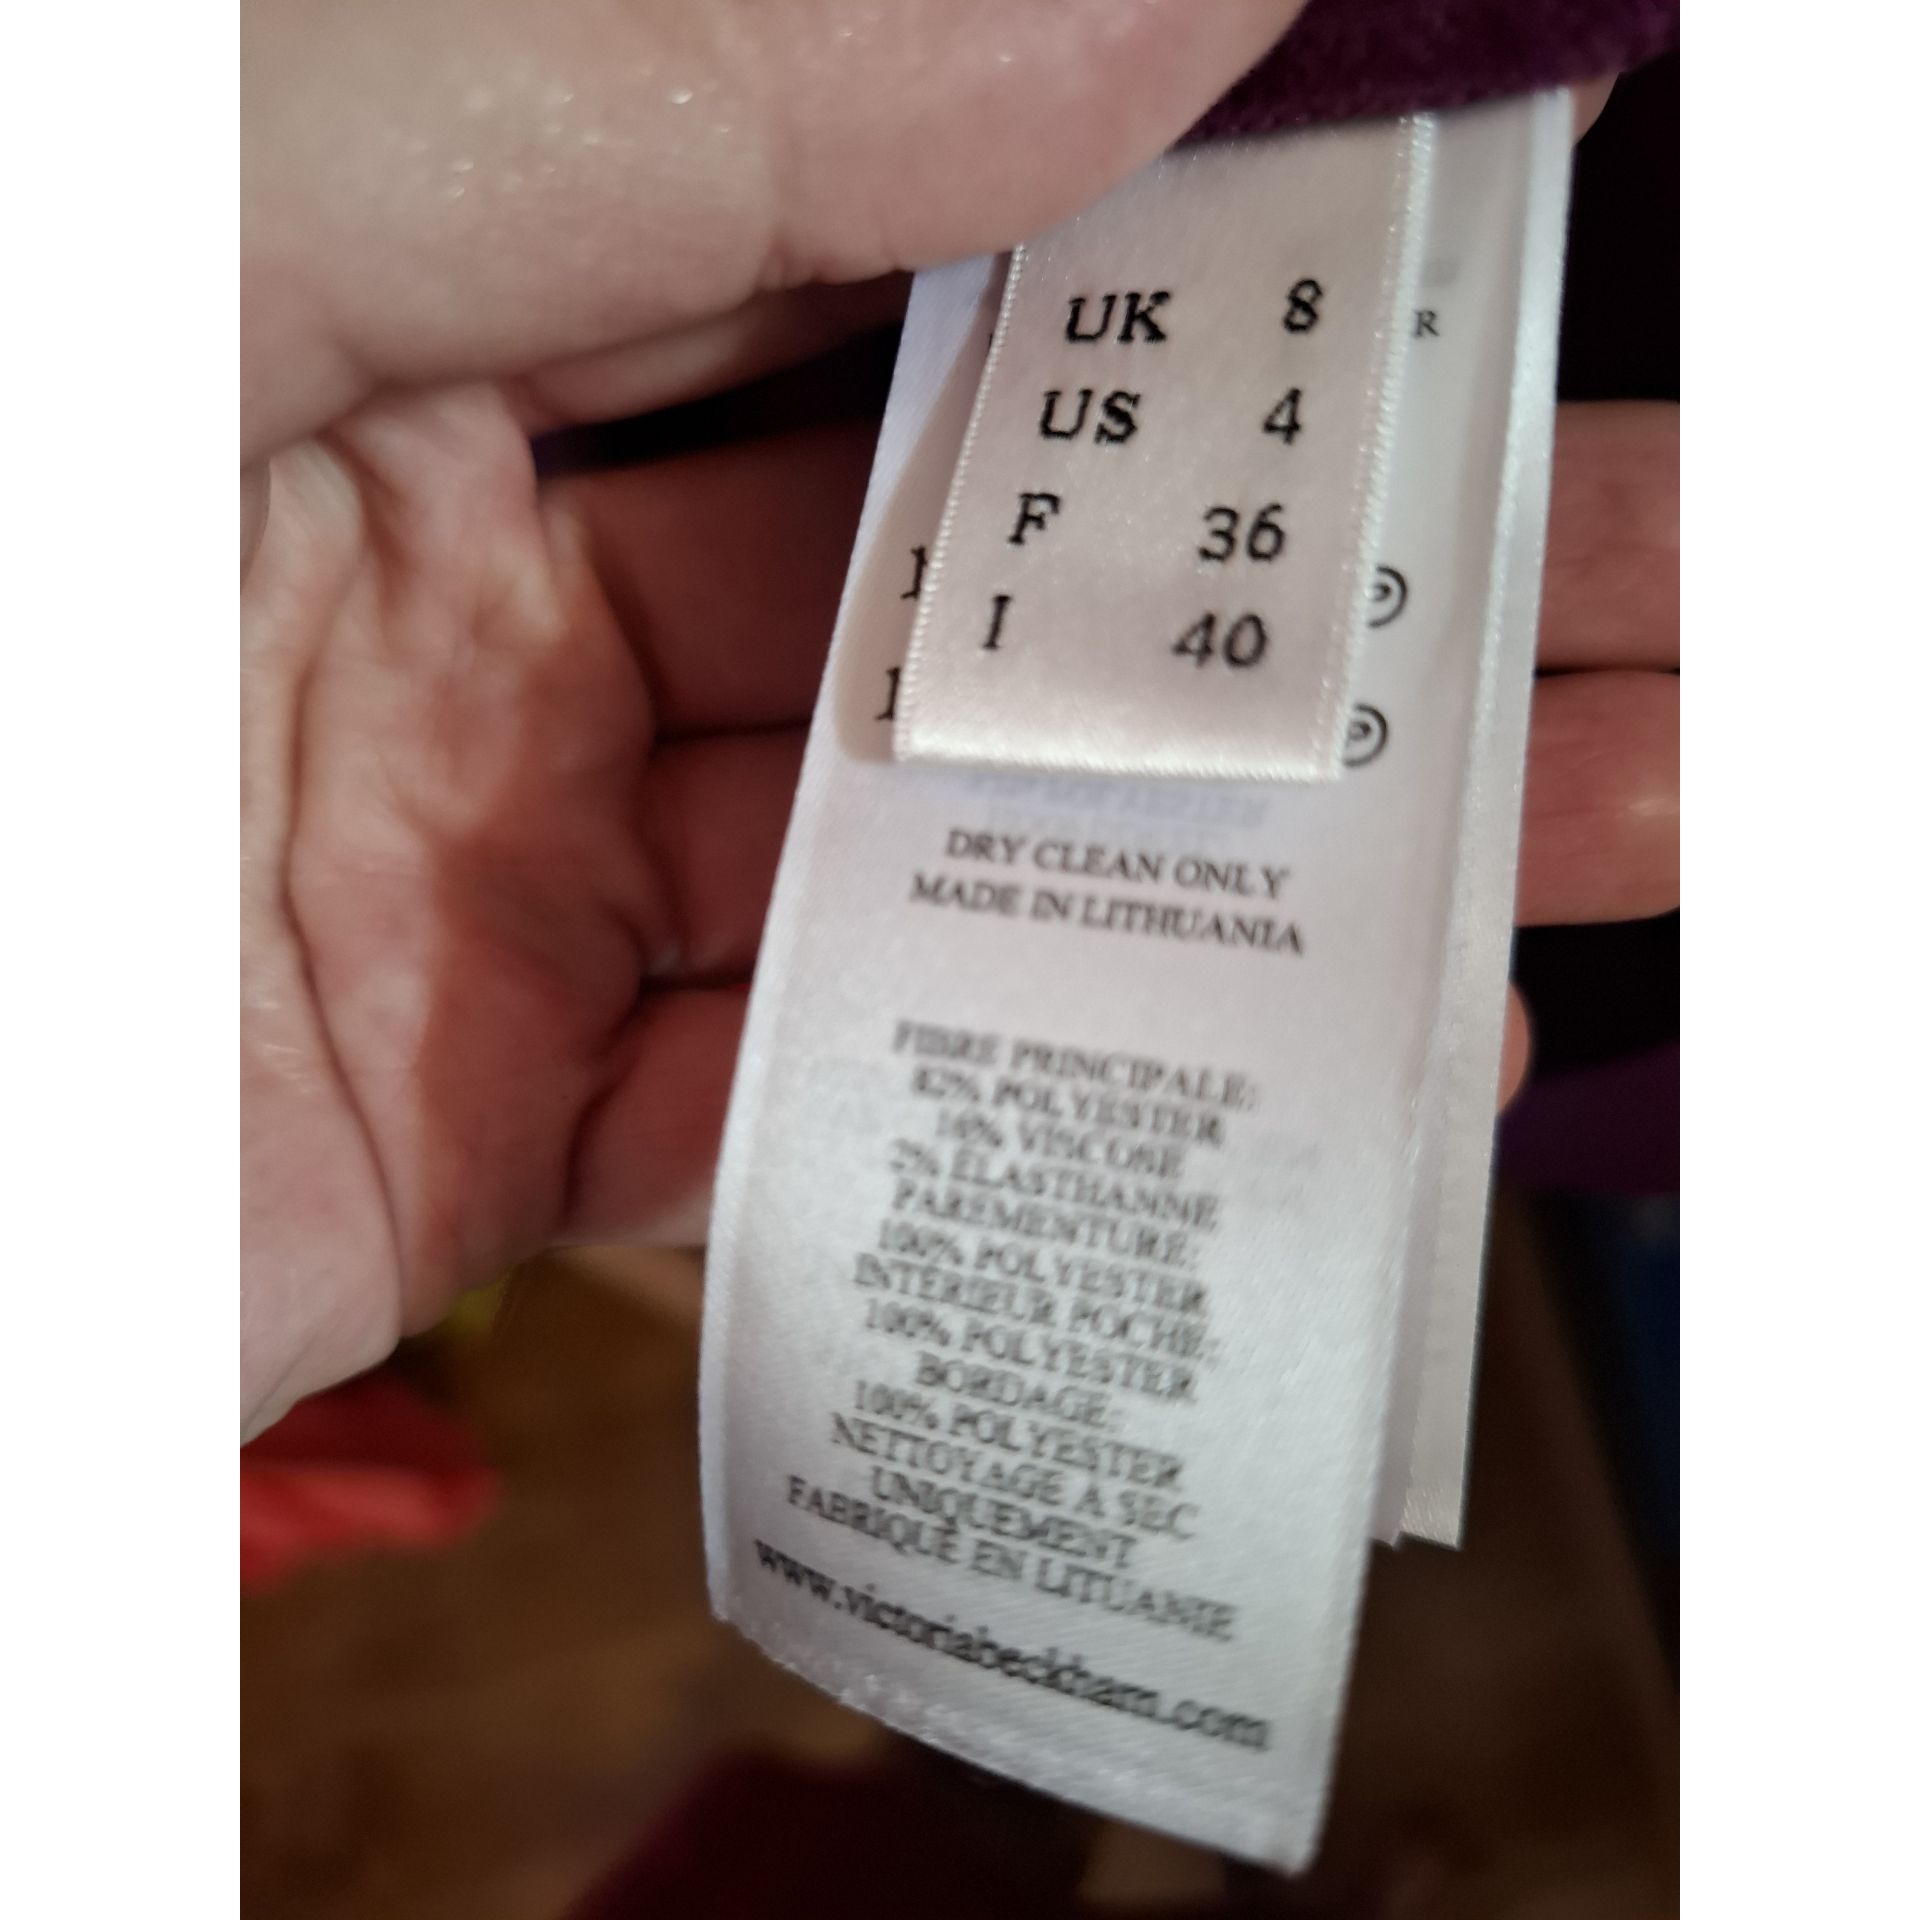 UK 8
US 4
F 36
I 40
R
DRY CLEAN ONLY
MADE IN LITHUANIA
FIBRE PRINCIPALE:
82% POLYESTER
16% VISCOSE
2% ÉLASTHANNE
PAREMENTURE:
100% POLYESTER
INTÉRIEUR POCHE:
100% POLYESTER
BORDAGE:
100% POLYESTER
NETTOYAGE À SEC
UNIQUEMENT
FABRIQUÉ EN LITUANIE
www.victoriabeckham.com